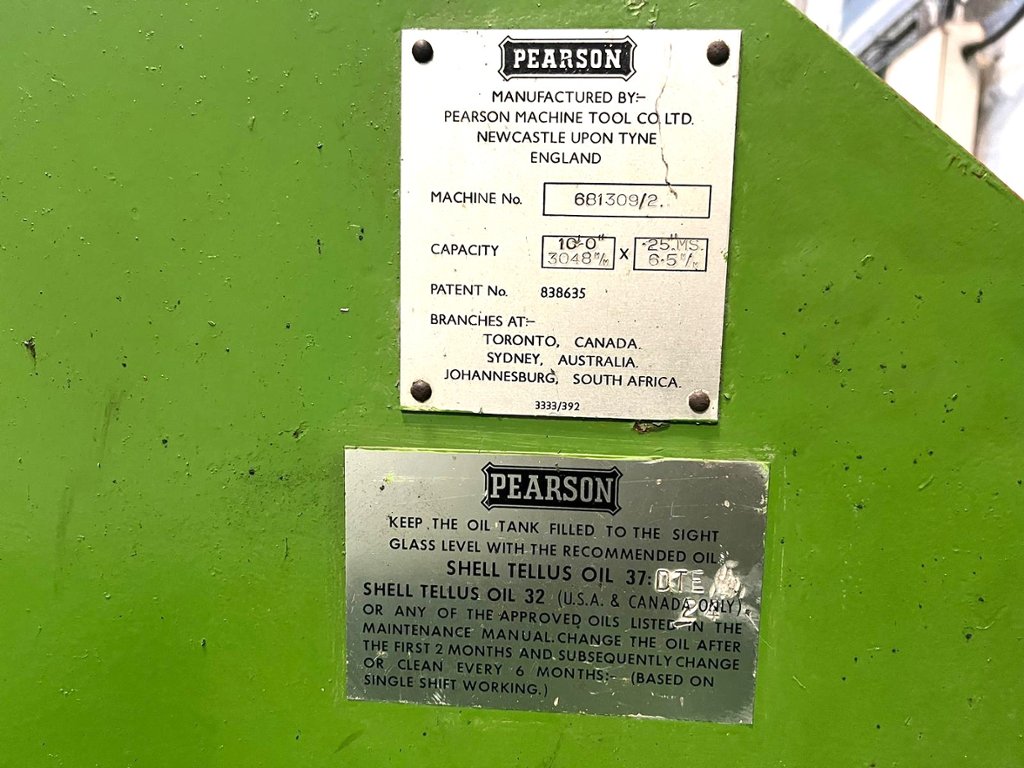 PEARSON
MANUFACTURED BY:-
PEARSON MACHINE TOOL CO. LTD.
NEWCASTLE UPON TYNE
ENGLAND
MACHINE No. 681309/2.
CAPACITY 10'-0" 3048 M/M X .25" MS. 6·5 M/M
PATENT No. 838635
BRANCHES AT:-
TORONTO, CANADA.
SYDNEY, AUSTRALIA.
JOHANNESBURG, SOUTH AFRICA.
3333/392
PEARSON
KEEP THE OIL TANK FILLED TO THE SIGHT
GLASS LEVEL WITH THE RECOMMENDED OIL
SHELL TELLUS OIL 37: DTE
SHELL TELLUS OIL 32 (U.S.A. & CANADA ONLY) 24
OR ANY OF THE APPROVED OILS LISTED IN THE
MAINTENANCE MANUAL. CHANGE THE OIL AFTER
THE FIRST 2 MONTHS AND SUBSEQUENTLY CHANGE
OR CLEAN EVERY 6 MONTHS:- (BASED ON
SINGLE SHIFT WORKING.)